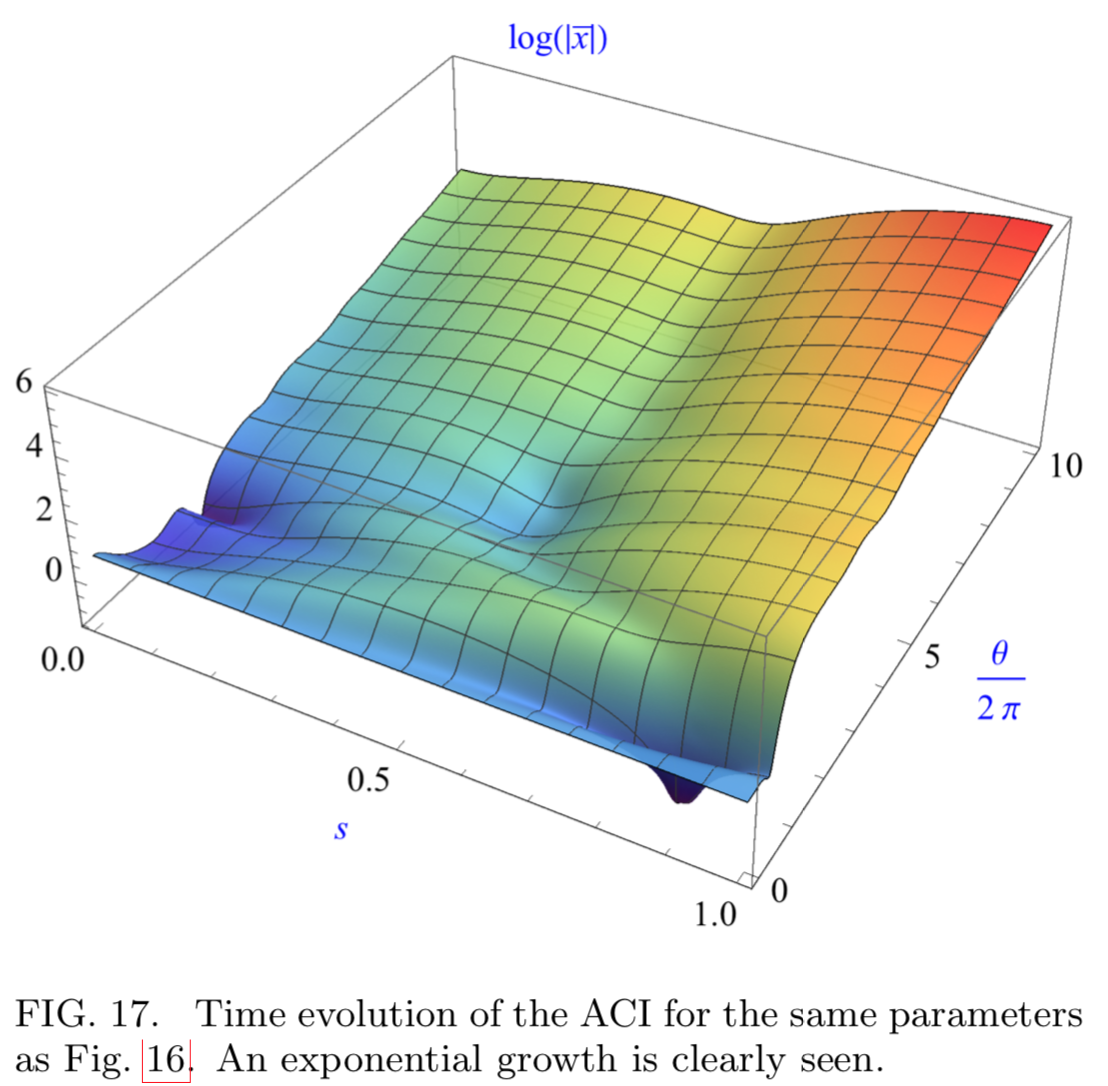 log(|x̅|)
6
4
2
0
0.0
0.5
1.0
s
0
5
10
θ
2 π
FIG. 17. Time evolution of the ACI for the same parameters
as Fig. 16. An exponential growth is clearly seen.